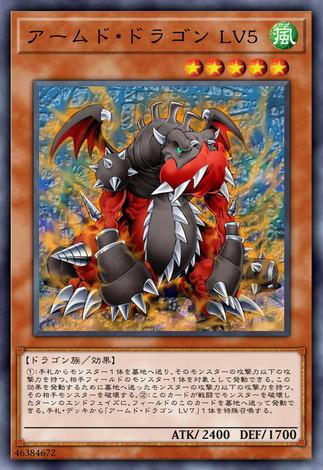 アームド・ドラゴン LV5
風
【ドラゴン族／効果】
①:手札からモンスター１体を墓地へ送り、そのモンスターの攻撃力以下の攻
撃力を持つ、相手フィールドのモンスター１体を対象として発動できる。この
効果を発動するために墓地へ送ったモンスターの攻撃力以下の攻撃力を持つ、
その相手モンスターを破壊する。②:このカードが戦闘でモンスターを破壊し
たターンのエンドフェイズに、フィールドのこのカードを墓地へ送って発動で
きる。手札・デッキから「アームド・ドラゴン LV7」１体を特殊召喚する。
ATK/ 2400 DEF/1700
46384672